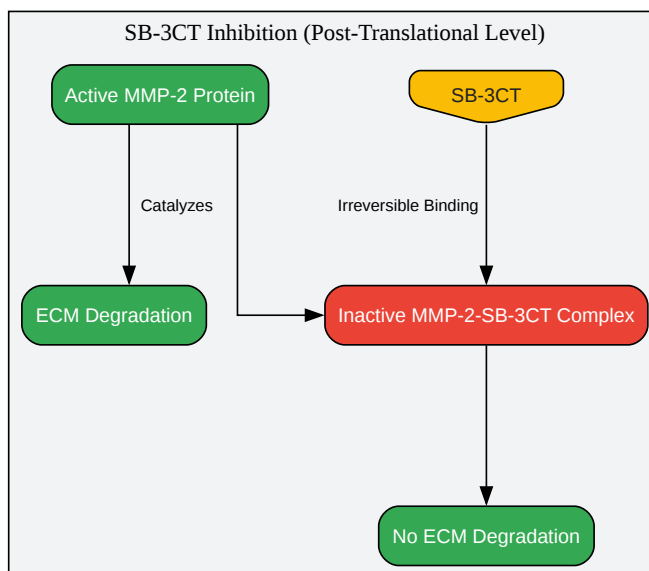 SB-3CT Inhibition (Post-Translational Level)
Active MMP-2 Protein
SB-3CT
Catalyzes
Irreversible Binding
ECM Degradation
Inactive MMP-2-SB-3CT Complex
No ECM Degradation